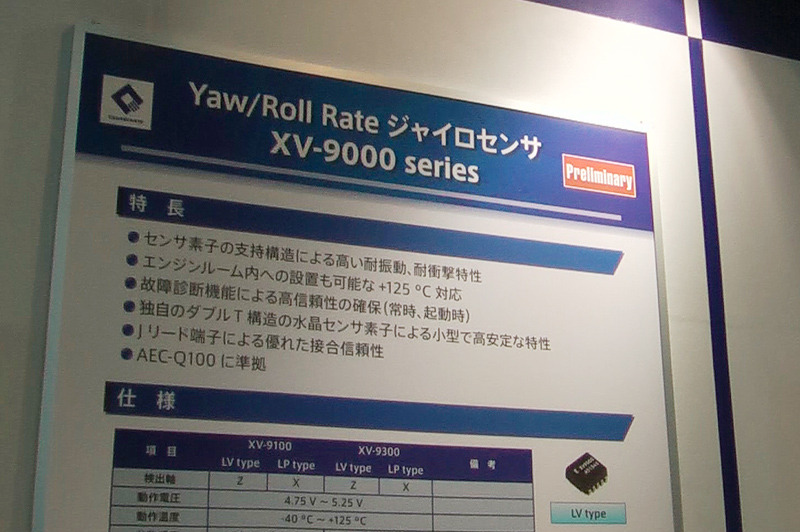 Yaw/Roll Rate ジャイロセンサ
XV-9000 series
Preliminary
特 長
●センサ素子の支持構造による高い耐振動、耐衝撃特性
●エンジンルーム内への設置も可能な +125 ℃ 対応
●故障診断機能による高信頼性の確保（常時、起動時）
●独自のダブル T 構造の水晶センサ素子による小型で高安定な特性
●J リード端子による優れた接合信頼性
●AEC-Q100 に準拠
仕 様
項 目 XV-9100 XV-9300 備 考
LV type LP type LV type LP type
検出軸 Z X Z X
動作電圧 4.75 V ～ 5.25 V
動作温度 -40 ℃ ～ +125 ℃
LV type